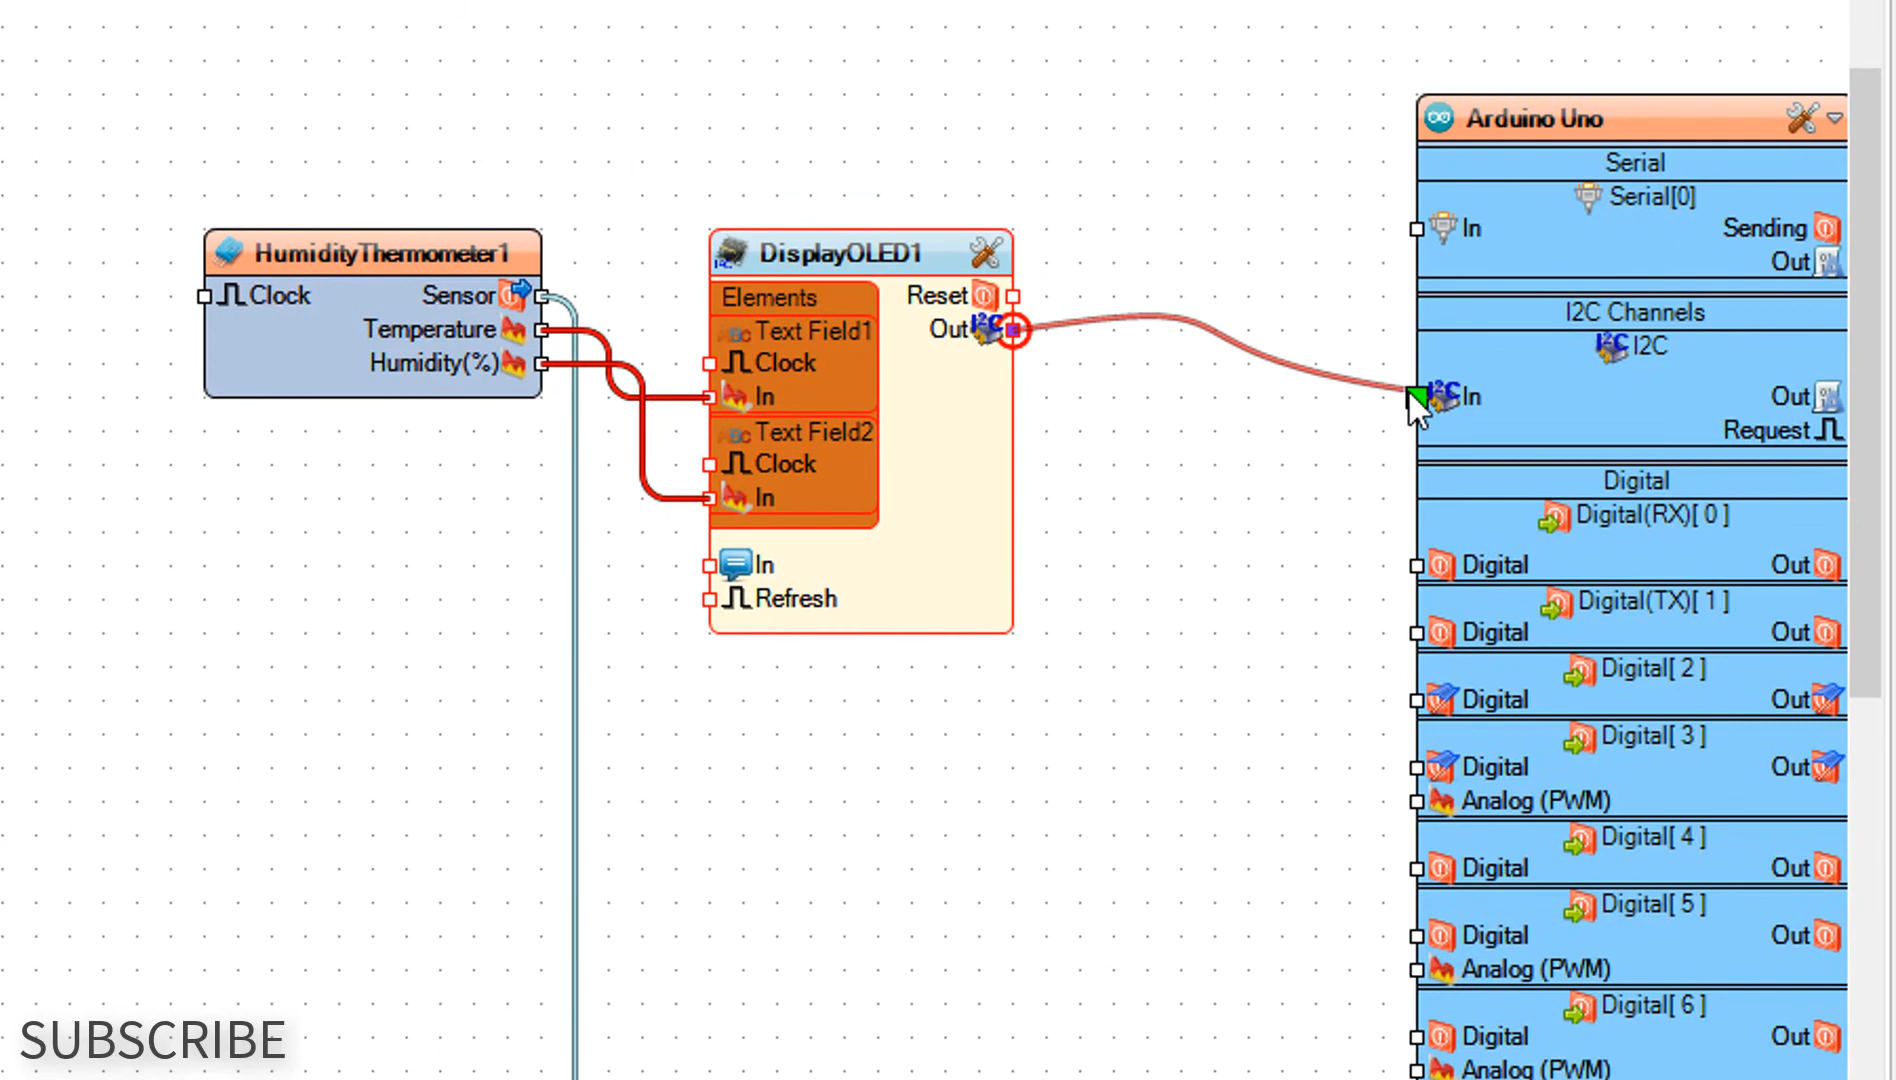 HumidityThermometer1
Clock
Sensor
Temperature
Humidity(%)
DisplayOLED1
Elements
Reset
Text Field1
Out
Clock
In
Text Field2
Clock
In
In
Refresh
Arduino Uno
Serial
Serial[0]
In
Sending
Out
I2C Channels
I2C
In
Out
Request
Digital
Digital(RX)[ 0 ]
Digital
Out
Digital(TX)[ 1 ]
Digital
Out
Digital[ 2 ]
Digital
Out
Digital[ 3 ]
Digital
Out
Analog (PWM)
Digital[ 4 ]
Digital
Out
Digital[ 5 ]
Digital
Out
Analog (PWM)
Digital[ 6 ]
Digital
Out
Analog (PWM)
SUBSCRIBE